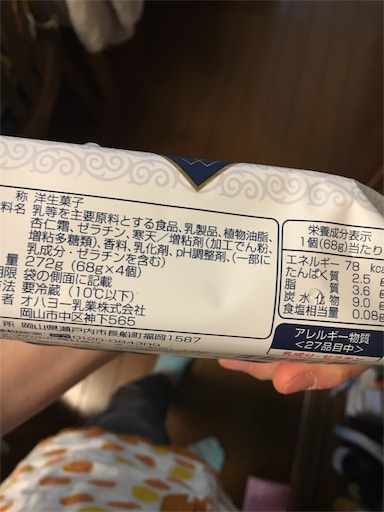 称 洋生菓子
料名 乳等を主要原料とする食品、乳製品、植物油脂、
杏仁霜、ゼラチン、寒天／増粘剤(加工でん粉、
増粘多糖類)、香料、乳化剤、pH調整剤、(一部に
乳成分・ゼラチンを含む)
量 272g (68g×4個)
期限 袋の側面に記載
方法 要冷蔵(10℃以下)
者 オハヨー乳業株式会社
岡山市中区神下565
所 岡山県瀬戸内市長船町福岡1587
栄養成分表示
1個(68g)当たり
エネルギー 78 kca
たんぱく質 2.5 g
脂質 3.6
炭水化物 9.0
食塩相当量 0.08
アレルギー物質
<27品目中>